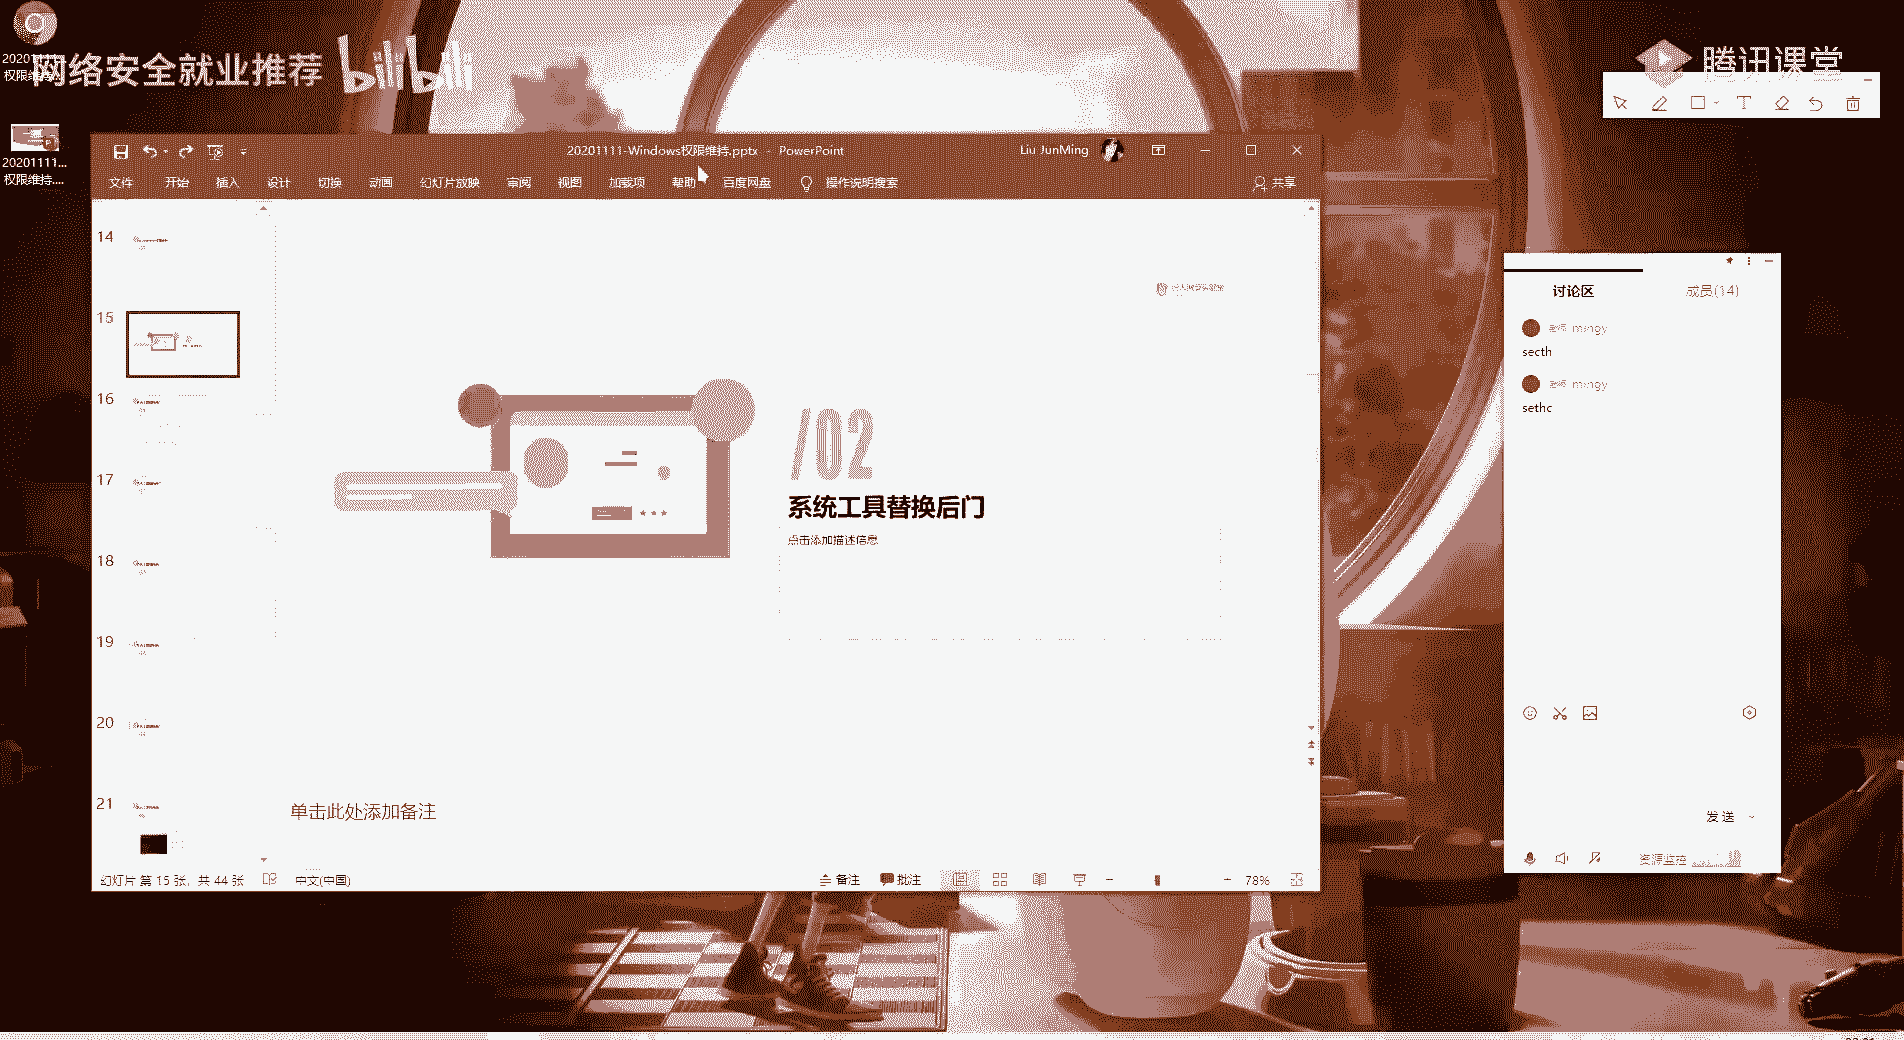 网络安全就业推荐 bilibili
腾讯课堂
20201111...
权限维持....
20201111-Windows权限维持.pptx - PowerPoint
Liu JunMing
文件 开始 插入 设计 切换 动画 幻灯片放映 审阅 视图 加载项 帮助 百度网盘 操作说明搜索
共享
14
15
16
17
18
19
20
21
/02
系统工具替换后门
点击添加描述信息
单击此处添加备注
幻灯片 第 15 张, 共 44 张 中文(中国)
备注 批注
78%
讨论区 成员(14)
mingy
secth
mingy
sethc
发送
资源监控